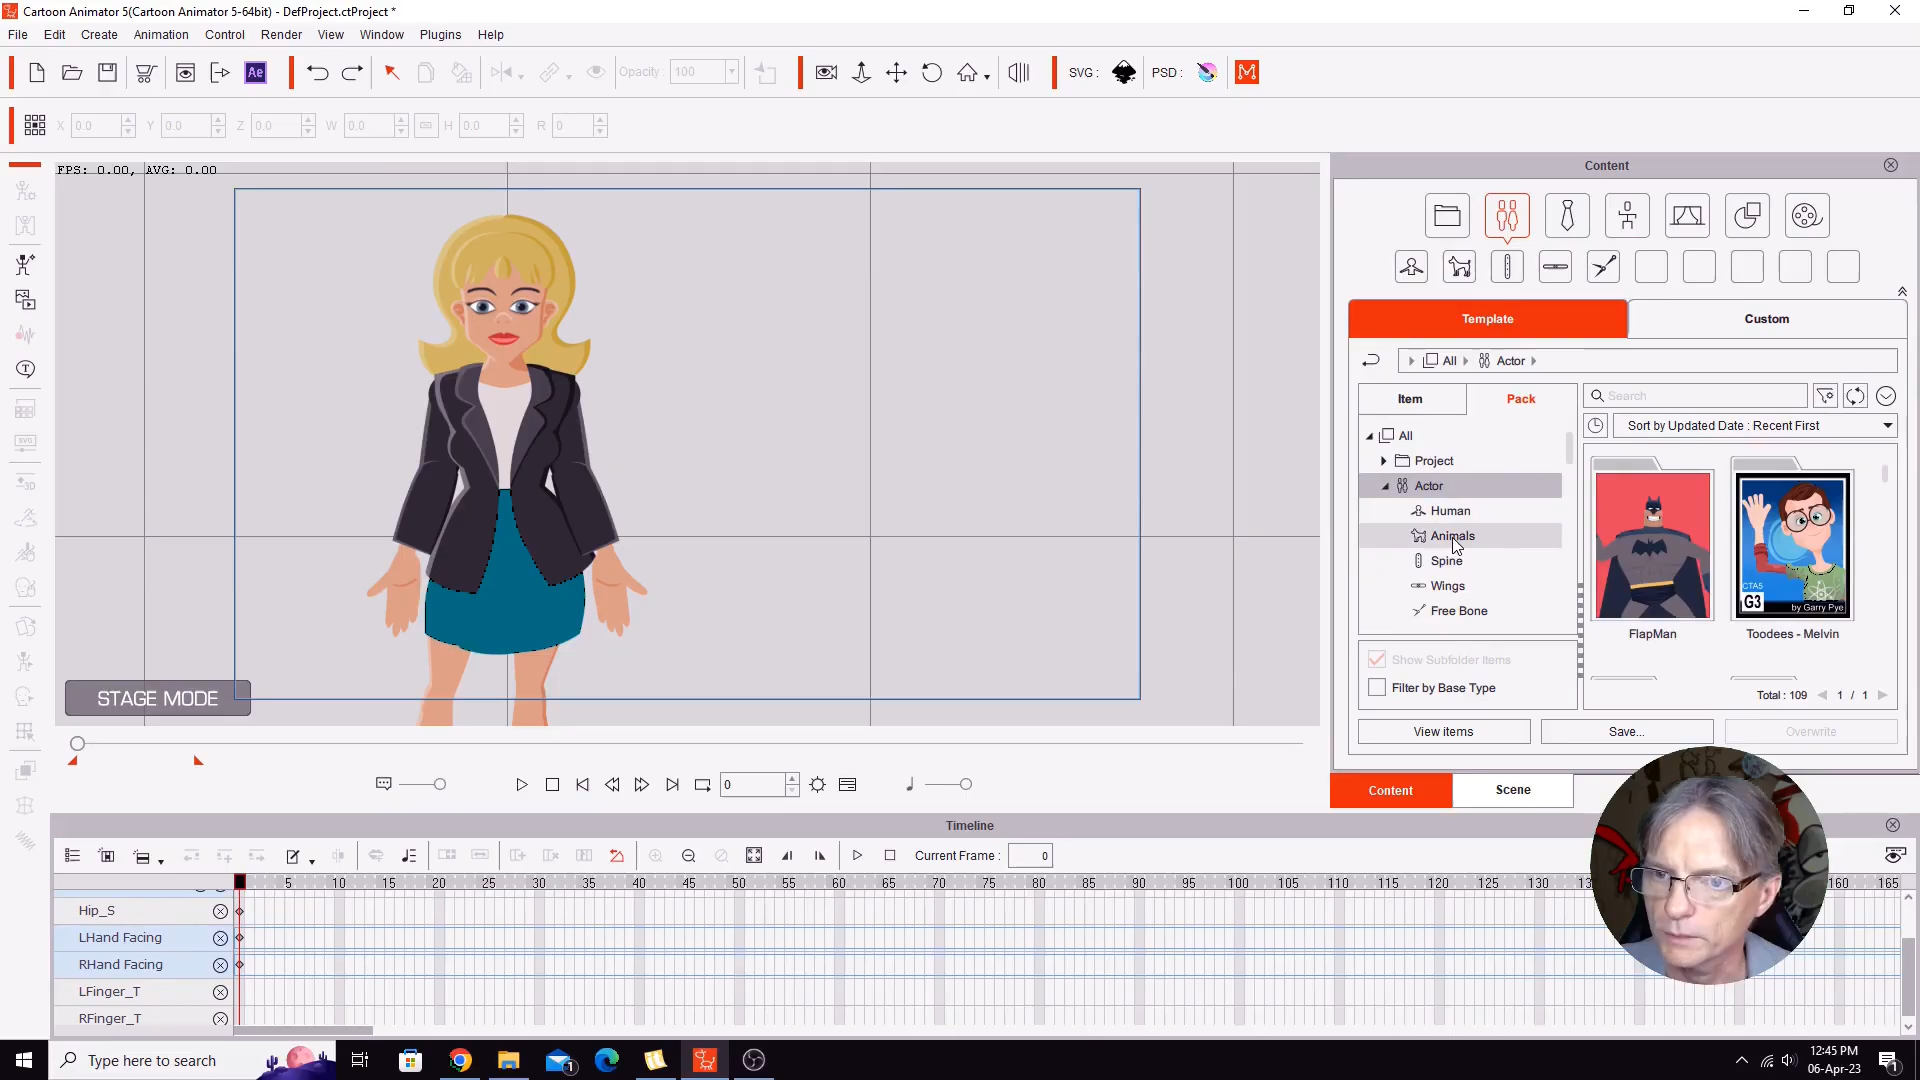 Cartoon Animator 5(Cartoon Animator 5-64bit) - DefProject.ctProject *
File Edit Create Animation Control Render View Window Plugins Help
Ae Opacity : 100 SVG : PSD :
X 0.0 Y 0.0 Z 0.0 W 0.0 H 0.0 R 0
FPS: 0.00, AVG: 0.00
STAGE MODE
0
Content
Template Custom
All Actor
Item Pack Search
Sort by Updated Date : Recent First
All
Project
Actor
Human
Animals
Spine
Wings
Free Bone
CTA5
G3
by Garry Pye
FlapMan Toodees - Melvin
Show Subfolder Items
Filter by Base Type
Total : 109 1 / 1
View items Save... Overwrite
Content Scene
Timeline
Current Frame : 0
5 10 15 20 25 30 35 40 45 50 55 60 65 70 75 80 85 90 95 100 105 110 115 120 125 130 160 165
Hip_S
LHand Facing
RHand Facing
LFinger_T
RFinger_T
Type here to search
1
12:45 PM
06-Apr-23
1